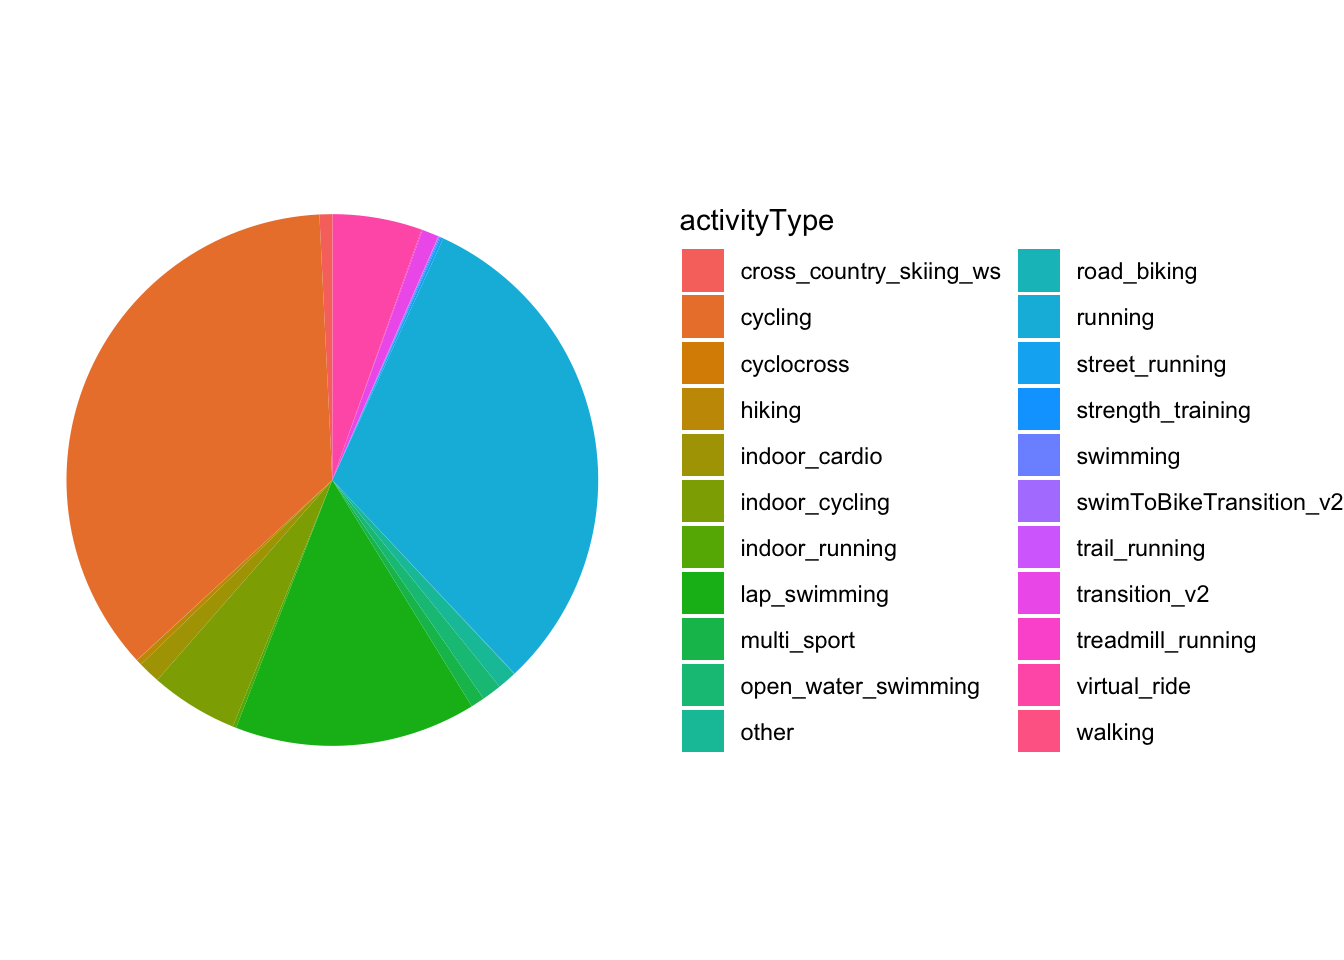 activityType
cross_country_skiing_ws
cycling
cyclocross
hiking
indoor_cardio
indoor_cycling
indoor_running
lap_swimming
multi_sport
open_water_swimming
other
road_biking
running
street_running
strength_training
swimming
swimToBikeTransition_v2
trail_running
transition_v2
treadmill_running
virtual_ride
walking